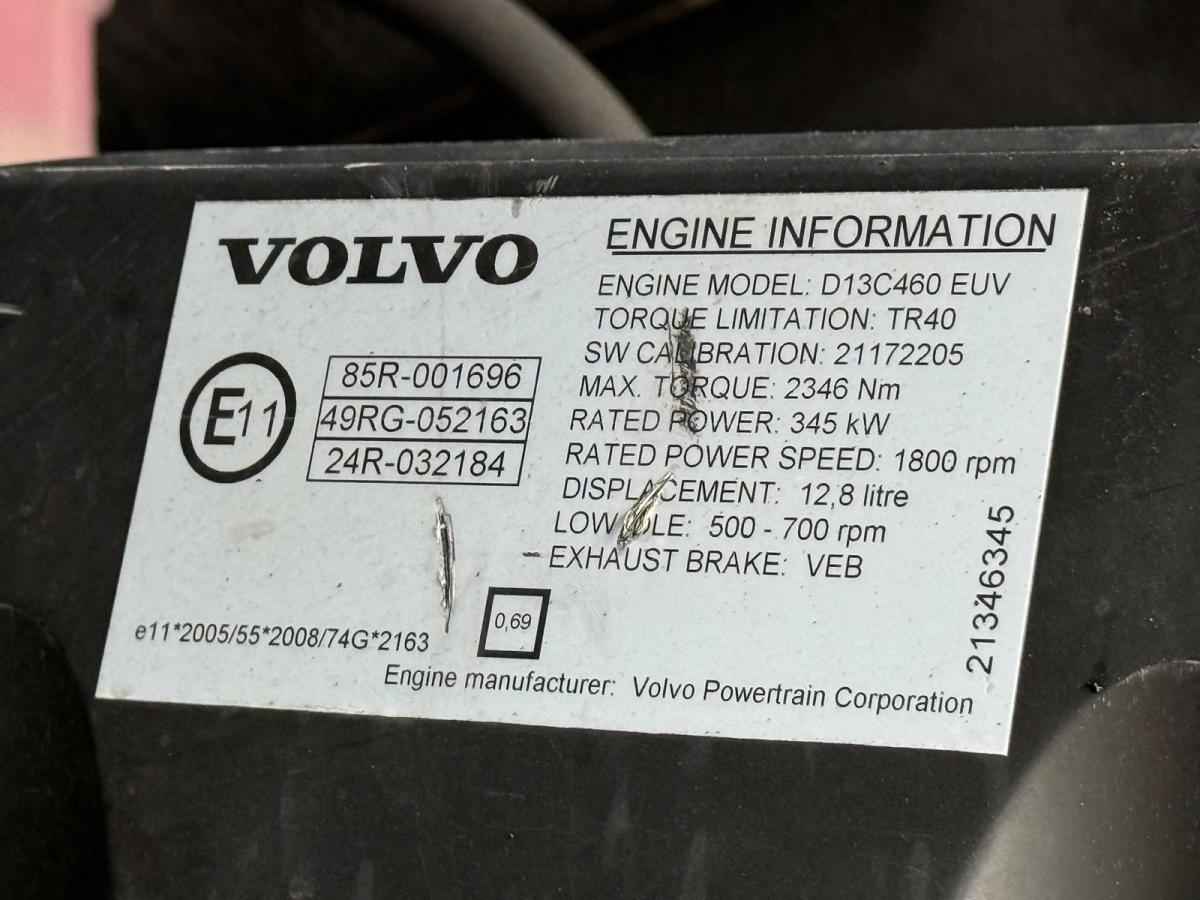 VOLVO
E11
85R-001696
49RG-052163
24R-032184
ENGINE INFORMATION
ENGINE MODEL: D13C460 EUV
TORQUE LIMITATION: TR40
SW CALIBRATION: 21172205
MAX. TORQUE: 2346 Nm
RATED POWER: 345 kW
RATED POWER SPEED: 1800 rpm
DISPLACEMENT: 12,8 litre
LOW IDLE: 500 - 700 rpm
EXHAUST BRAKE: VEB
21346345
e11*2005/55*2008/74G*2163
0,69
Engine manufacturer: Volvo Powertrain Corporation